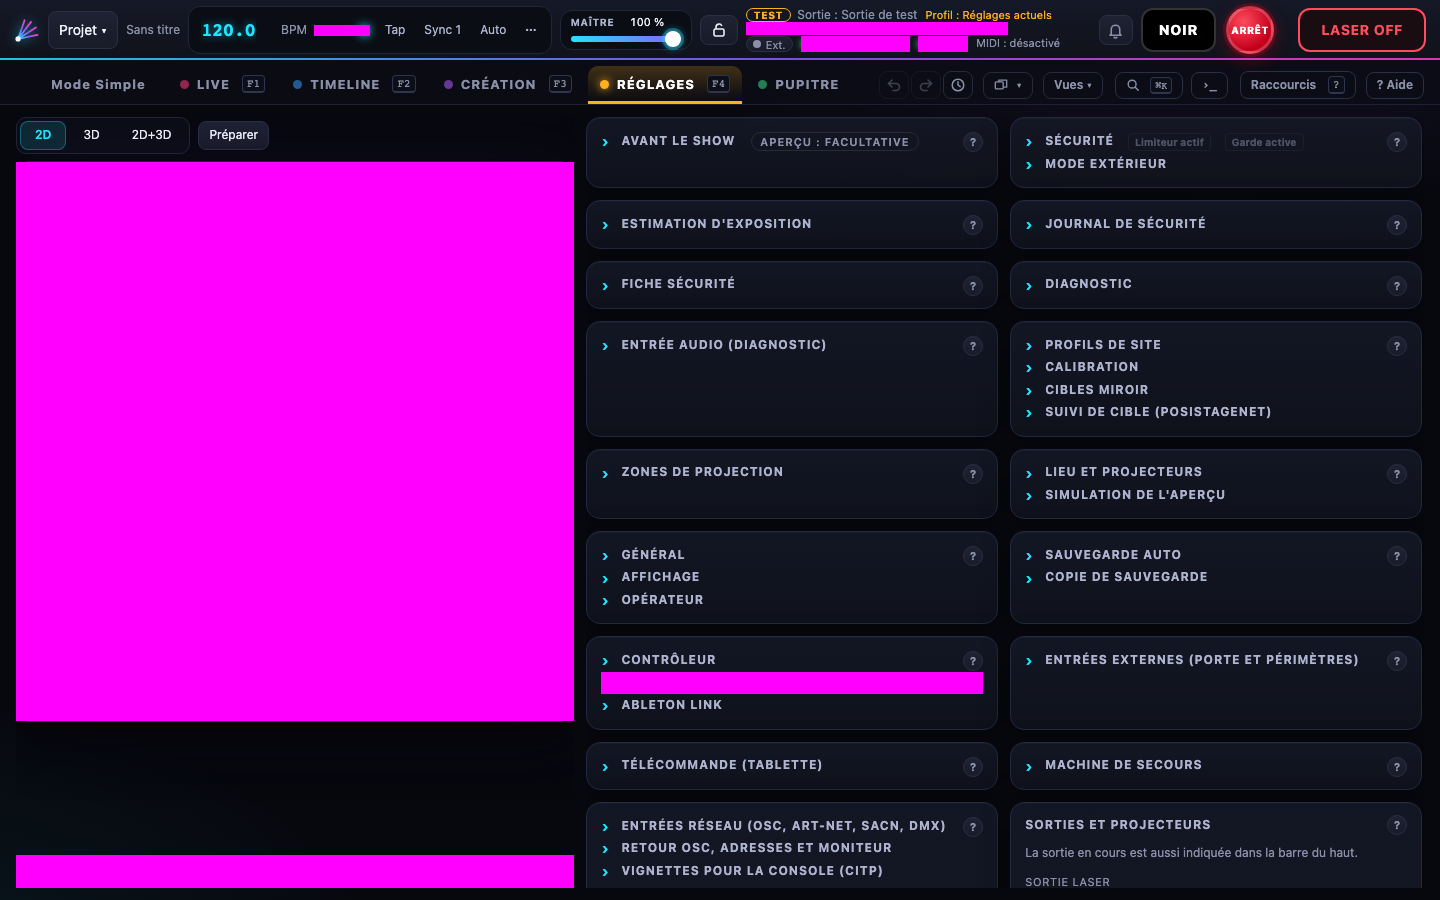 Projet ▾ Sans titre 120.0 BPM Tap Sync 1 Auto ··· MAÎTRE 100 % TEST Sortie : Sortie de test Profil : Réglages actuels NOIR ARRÊT LASER OFF
Ext. MIDI : désactivé
Mode Simple LIVE F1 TIMELINE F2 CRÉATION F3 RÉGLAGES F4 PUPITRE Vues ▾ ⌘K >_ Raccourcis ? ? Aide
2D 3D 2D+3D Préparer
AVANT LE SHOW APERÇU : FACULTATIVE ?
SÉCURITÉ Limiteur actif Garde active ?
MODE EXTÉRIEUR
ESTIMATION D'EXPOSITION ?
JOURNAL DE SÉCURITÉ ?
FICHE SÉCURITÉ ?
DIAGNOSTIC ?
ENTRÉE AUDIO (DIAGNOSTIC) ?
PROFILS DE SITE ?
CALIBRATION
CIBLES MIROIR
SUIVI DE CIBLE (POSISTAGENET)
ZONES DE PROJECTION ?
LIEU ET PROJECTEURS ?
SIMULATION DE L'APERÇU
GÉNÉRAL ?
AFFICHAGE
OPÉRATEUR
SAUVEGARDE AUTO ?
COPIE DE SAUVEGARDE
CONTRÔLEUR ?
ABLETON LINK
ENTRÉES EXTERNES (PORTE ET PÉRIMÈTRES) ?
TÉLÉCOMMANDE (TABLETTE) ?
MACHINE DE SECOURS ?
ENTRÉES RÉSEAU (OSC, ART-NET, SACN, DMX) ?
RETOUR OSC, ADRESSES ET MONITEUR
VIGNETTES POUR LA CONSOLE (CITP)
SORTIES ET PROJECTEURS ?
La sortie en cours est aussi indiquée dans la barre du haut.
SORTIE LASER